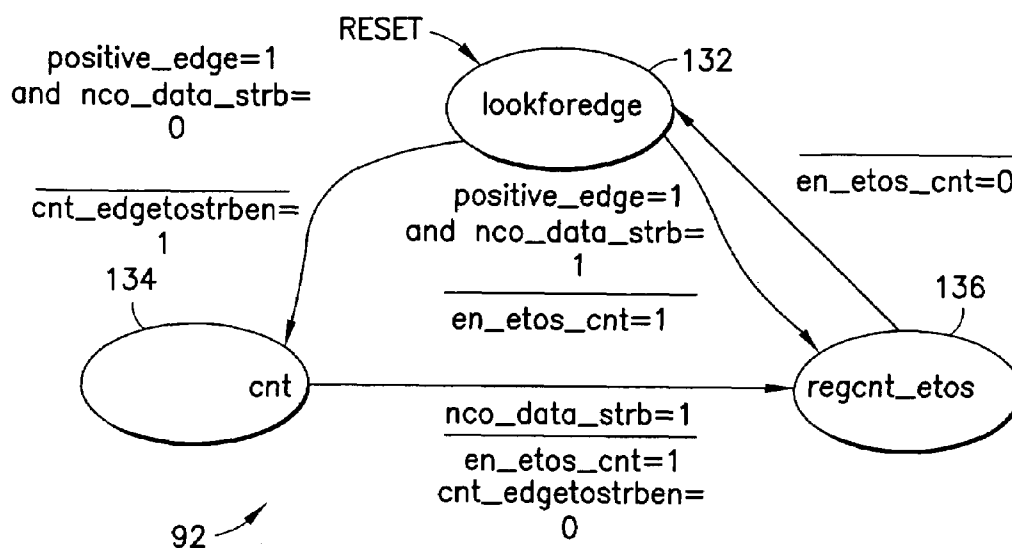 RESET
132
lookforedge
positive_edge=1
and nco_data_strb=
0
cnt_edgetostrben=
1
positive_edge=1
and nco_data_strb=
1
en_etos_cnt=1
en_etos_cnt=0
134
cnt
136
regcnt_etos
nco_data_strb=1
en_etos_cnt=1
cnt_edgetostrben=
0
92